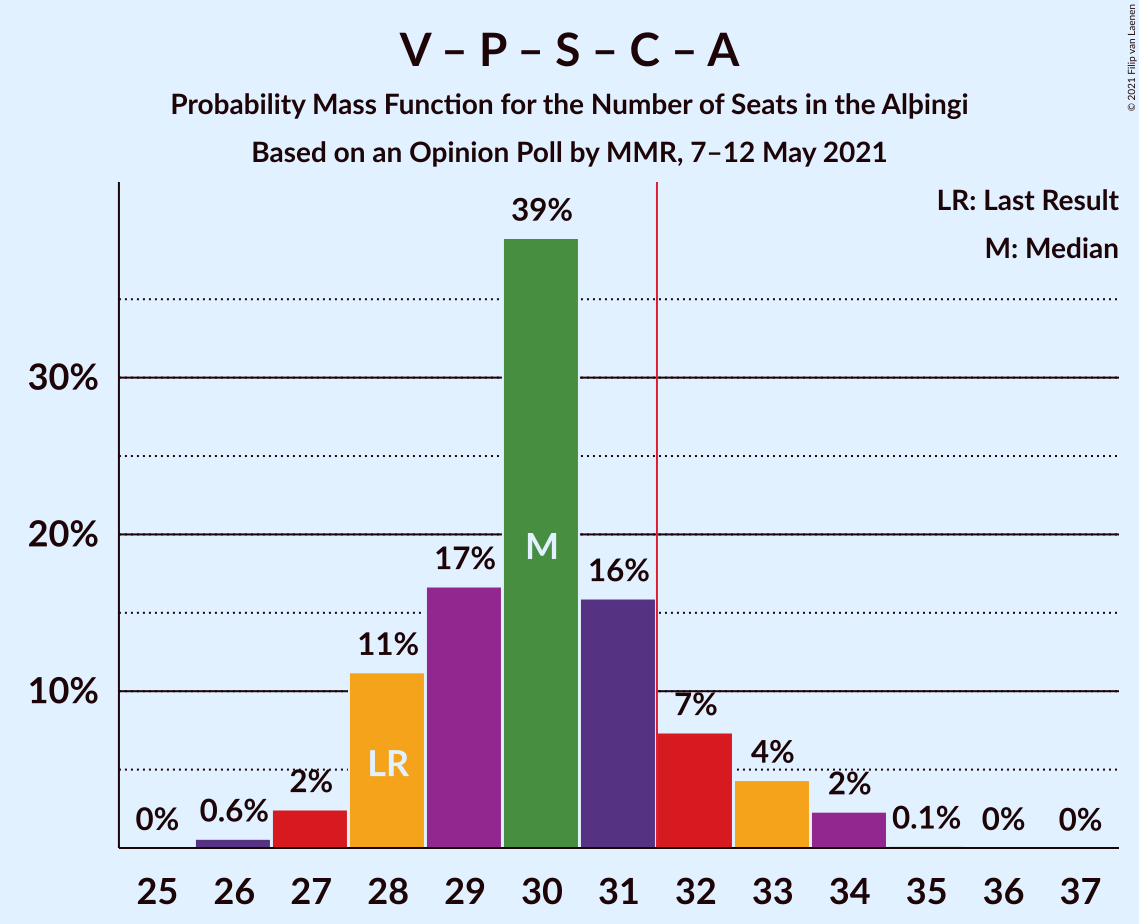 V – P – S – C – A
Probability Mass Function for the Number of Seats in the Alþingi
Based on an Opinion Poll by MMR, 7–12 May 2021
© 2021 Filip van Laenen
LR: Last Result
M: Median
30%
20%
10%
0%
0.6%
2%
11%
17%
39%
16%
7%
4%
2%
0.1%
0%
0%
LR
M
25 26 27 28 29 30 31 32 33 34 35 36 37